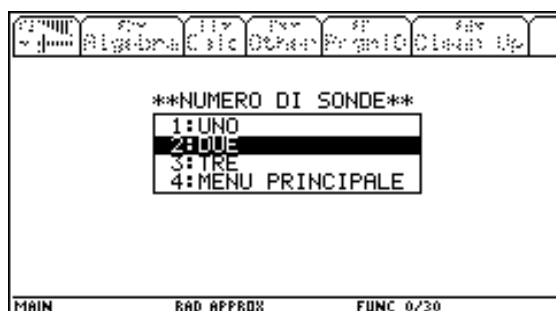 Algebra Calc Other PrgmIO Clean Up
**NUMERO DI SONDE**
1:UNO
2:DUE
3:TRE
4:MENU PRINCIPALE
MAIN RAD APPROX FUNC 0/30